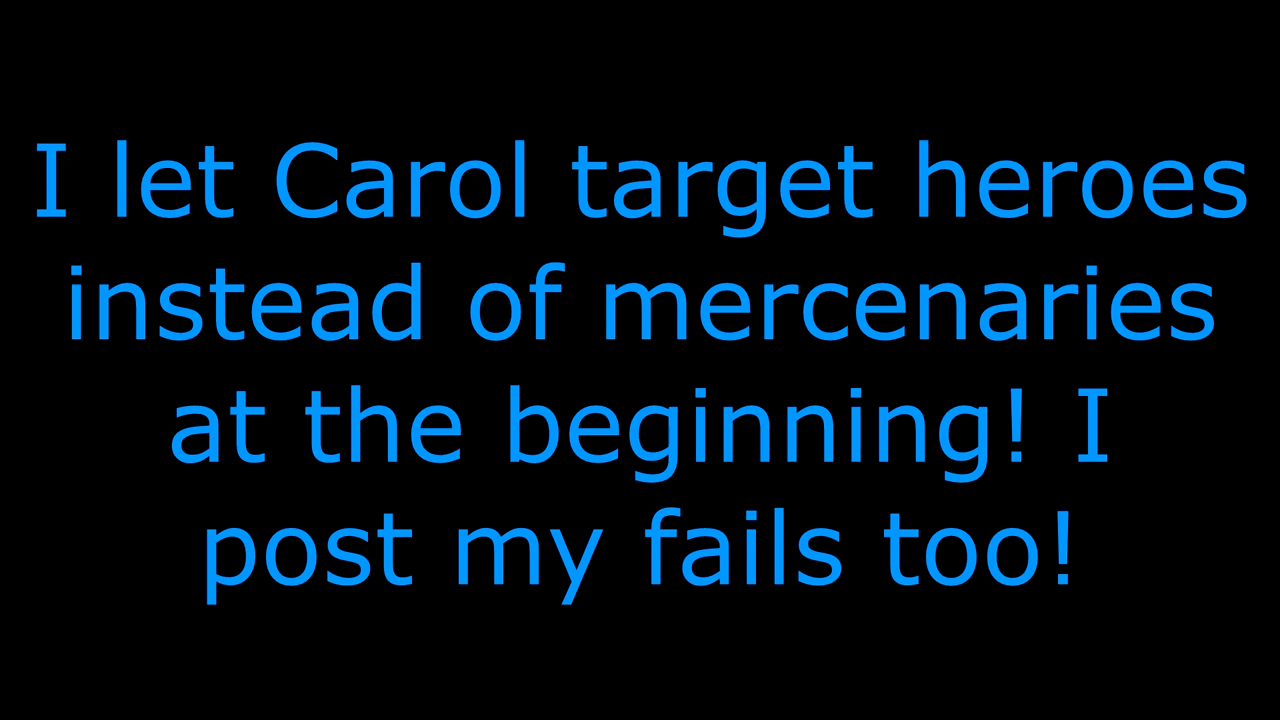 I let Carol target heroes
instead of mercenaries
at the beginning! I
post my fails too!